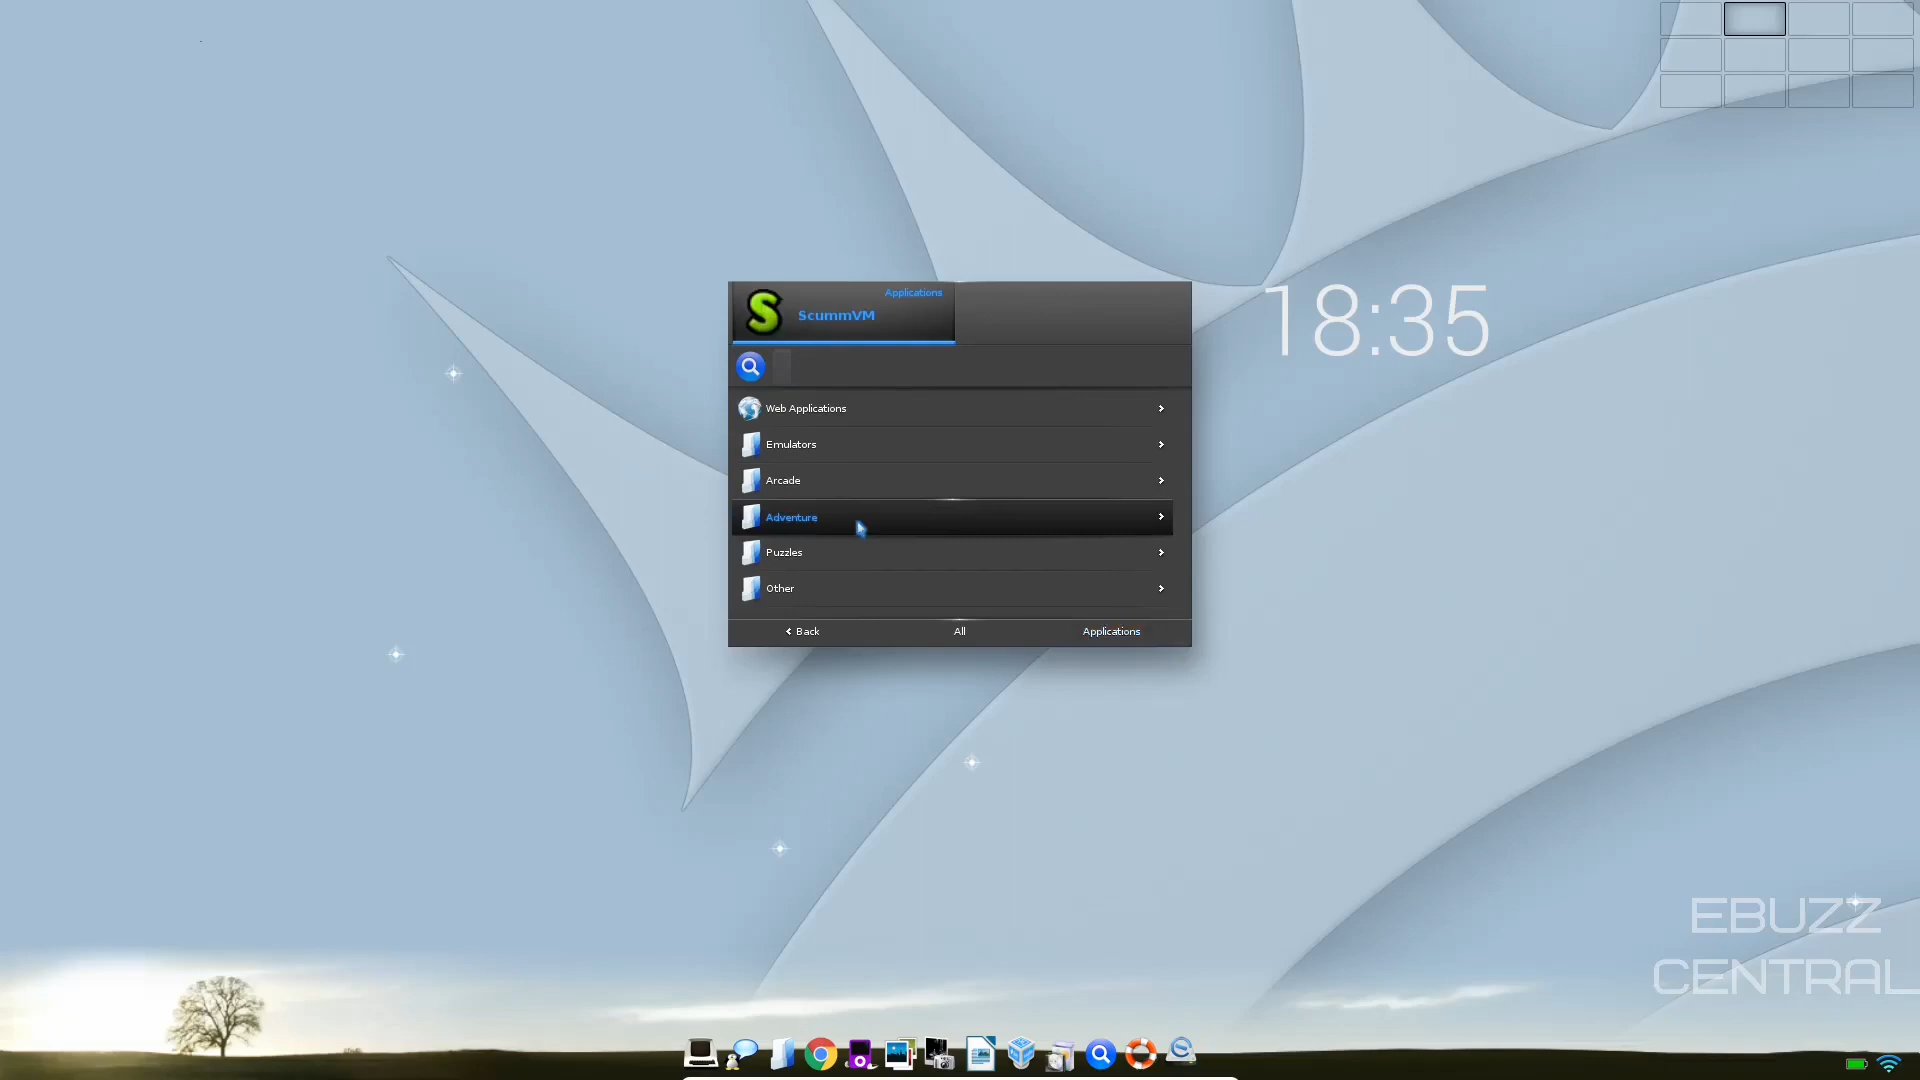 Applications
ScummVM
18:35
Web Applications
Emulators
Arcade
Adventure
Puzzles
Other
Back
All
Applications
EBUZZ
CENTRAL